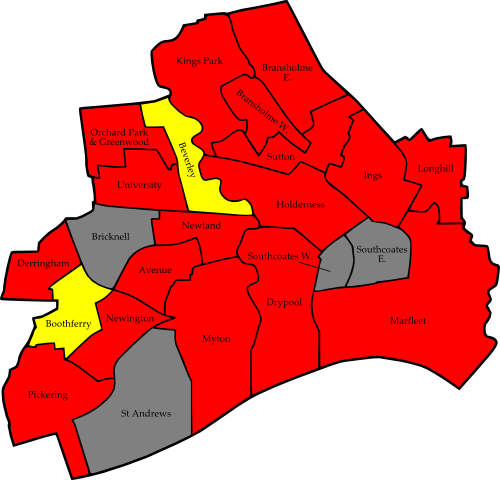 Kings Park
Bransholme
E.
Bransholme W.
Orchard Park
& Greenwood
Beverley
Sutton
Longhill
Ings
University
Holderness
Newland
Bricknell
Southcoates W.
Southcoates
E.
Derringham
Avenue
Drypool
Boothferry
Newington
Marfleet
Myton
Pickering
St Andrews